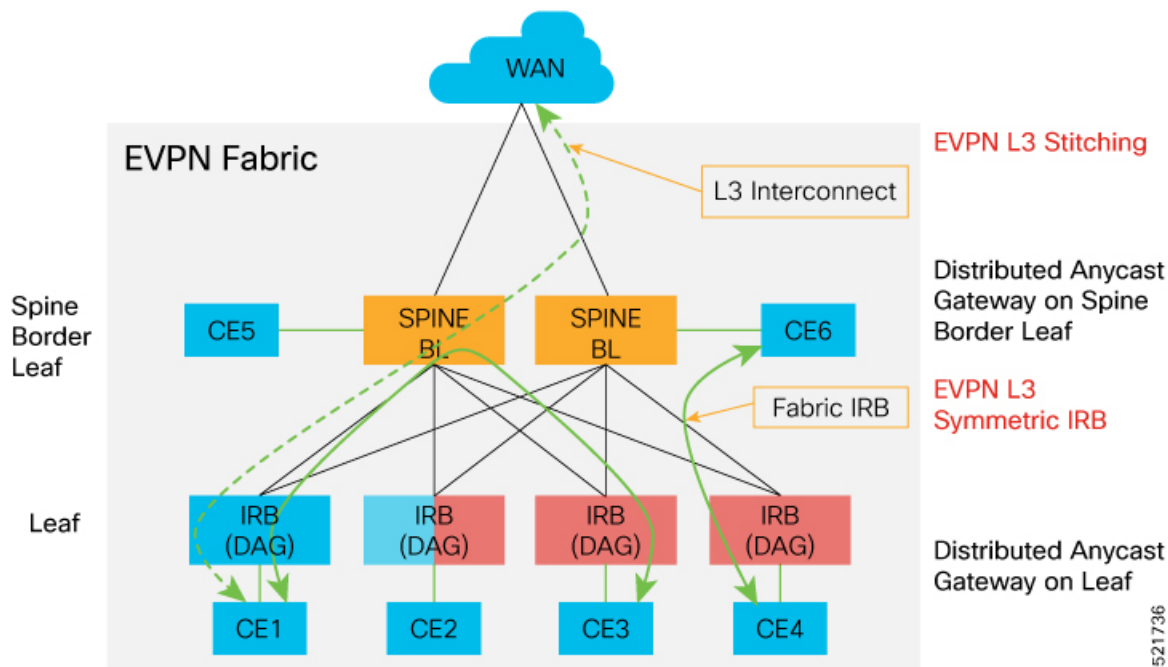 WAN
EVPN Fabric
EVPN L3 Stitching
L3 Interconnect
Spine
Border
Leaf
CE5
SPINE
BL
SPINE
BL
CE6
Distributed Anycast
Gateway on Spine
Border Leaf
Fabric IRB
EVPN L3
Symmetric IRB
Leaf
IRB
(DAG)
IRB
(DAG)
IRB
(DAG)
IRB
(DAG)
Distributed Anycast
Gateway on Leaf
CE1
CE2
CE3
CE4
521736